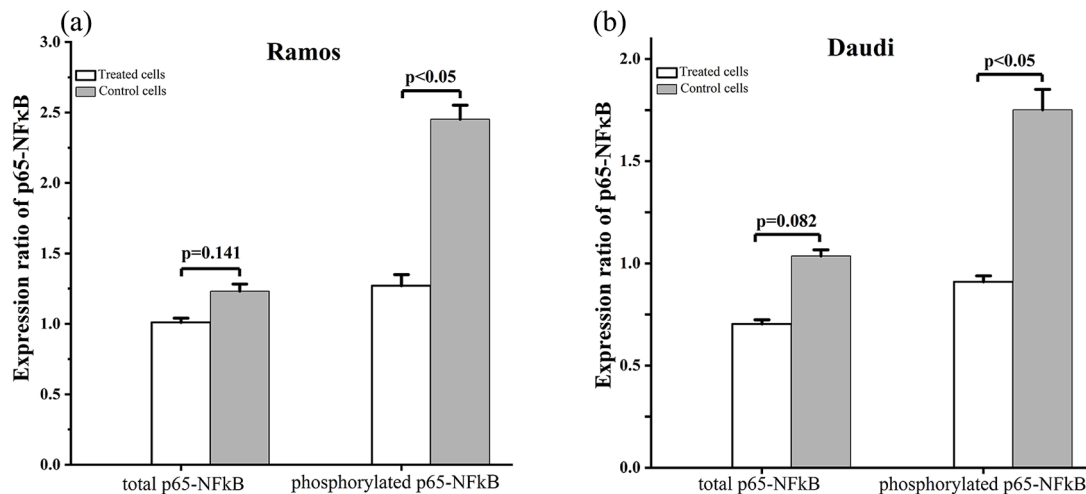 (a)
Ramos
Treated cells
Control cells
p<0.05
p=0.141
Expression ratio of p65-NFκB
3.0
2.5
2.0
1.5
1.0
0.5
0.0
total p65-NFkB
phosphorylated p65-NFkB
(b)
Daudi
Treated cells
Control cells
p<0.05
p=0.082
Expression ratio of p65-NFκB
2.0
1.5
1.0
0.5
0.0
total p65-NFkB
phosphorylated p65-NFkB